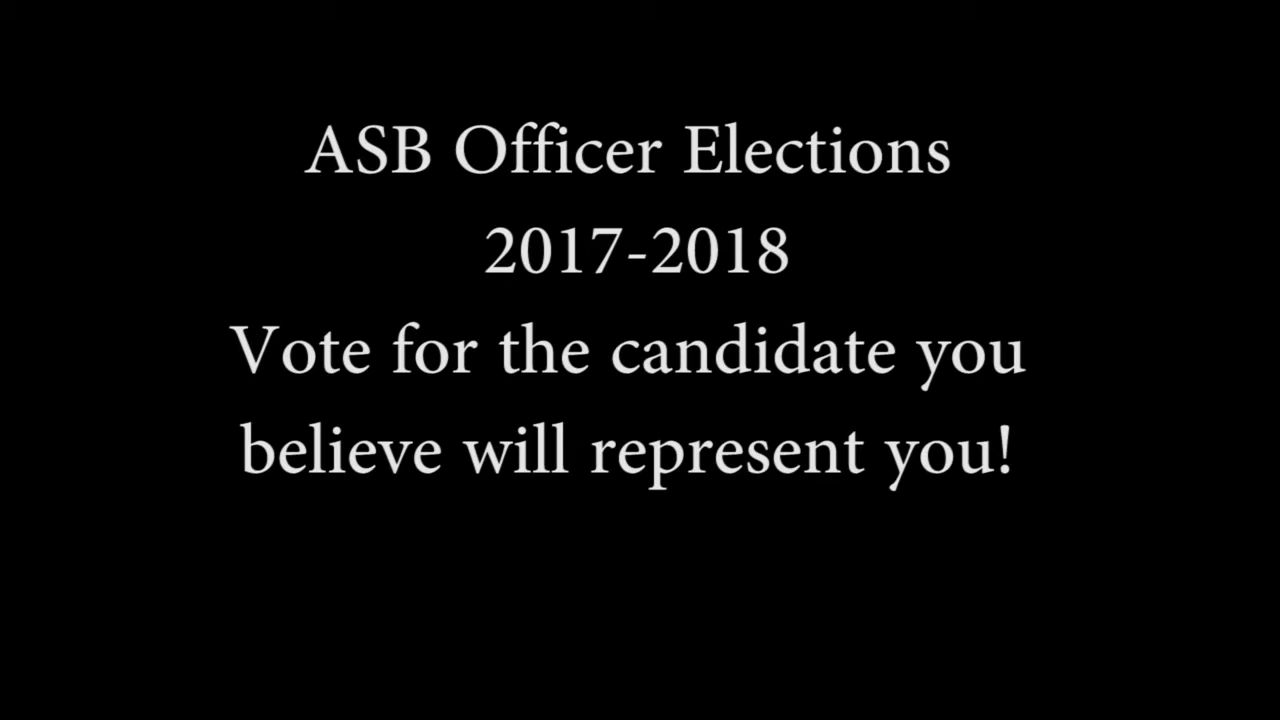 ASB Officer Elections
2017-2018
Vote for the candidate you
believe will represent you!